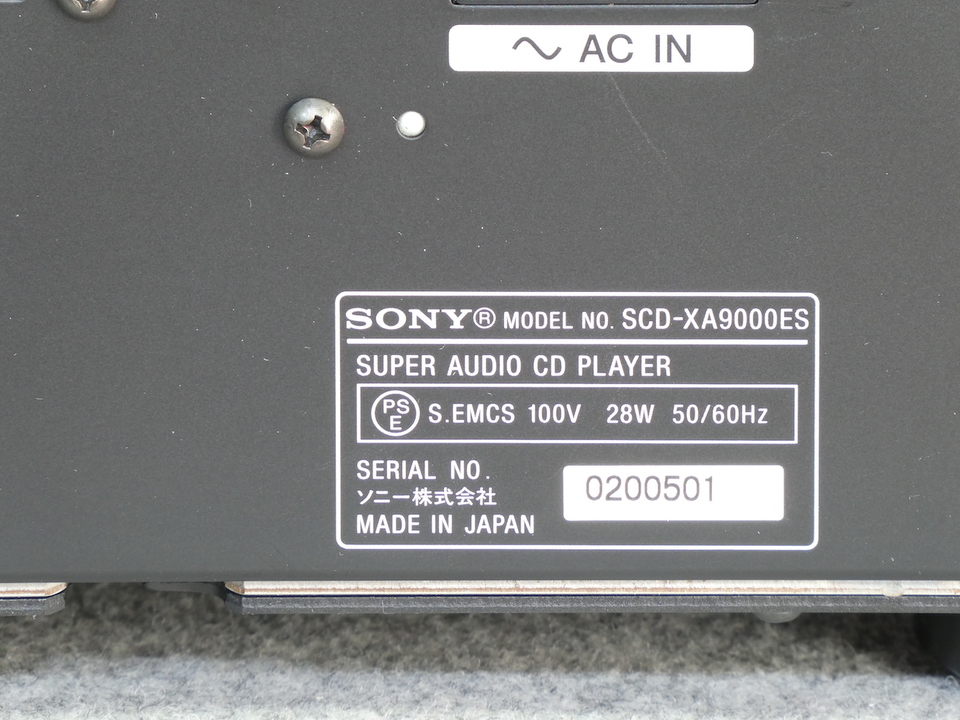 ∿ AC IN
SONY® MODEL NO. SCD-XA9000ES
SUPER AUDIO CD PLAYER
PSE S.EMCS 100V 28W 50/60Hz
SERIAL NO. 0200501
ソニー株式会社
MADE IN JAPAN